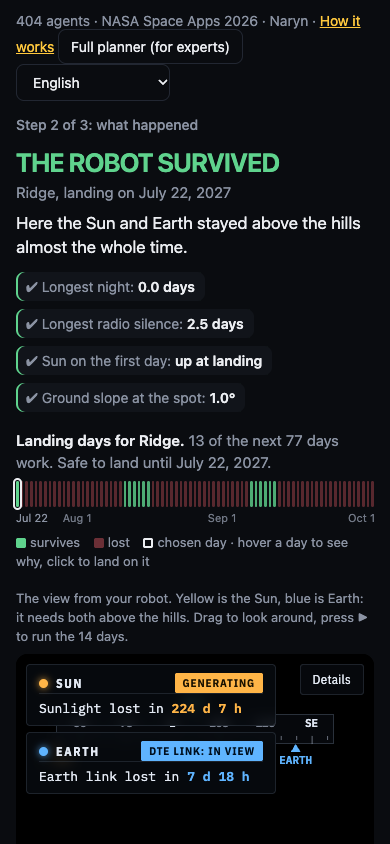 404 agents · NASA Space Apps 2026 · Naryn · How it
works Full planner (for experts)
English
Step 2 of 3: what happened
THE ROBOT SURVIVED
Ridge, landing on July 22, 2027
Here the Sun and Earth stayed above the hills
almost the whole time.
✔ Longest night: 0.0 days
✔ Longest radio silence: 2.5 days
✔ Sun on the first day: up at landing
✔ Ground slope at the spot: 1.0°
Landing days for Ridge. 13 of the next 77 days
work. Safe to land until July 22, 2027.
Jul 22 Aug 1 Sep 1 Oct 1
survives lost chosen day · hover a day to see
why, click to land on it
The view from your robot. Yellow is the Sun, blue is Earth:
it needs both above the hills. Drag to look around, press ▶
to run the 14 days.
SUN GENERATING Details
Sunlight lost in 224 d 7 h
SE
EARTH DTE LINK: IN VIEW
EARTH
Earth link lost in 7 d 18 h